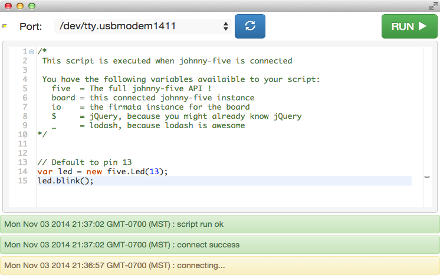 Port: /dev/tty.usbmodem1411 RUN
1 /*
2 This script is executed when johnny-five is connected
3
4 You have the following variables availaible to your script:
5 five = The full johnny-five API !
6 board = this connected johnny-five instance
7 io = the firmata instance for the board
8 $ = jQuery, because you might already know jQuery
9 _ = lodash, because lodash is awesome
10 */
11
12
13 // Default to pin 13
14 var led = new five.Led(13);
15 led.blink();
Mon Nov 03 2014 21:37:02 GMT-0700 (MST) : script run ok
Mon Nov 03 2014 21:37:02 GMT-0700 (MST) : connect success
Mon Nov 03 2014 21:36:57 GMT-0700 (MST) : connecting...